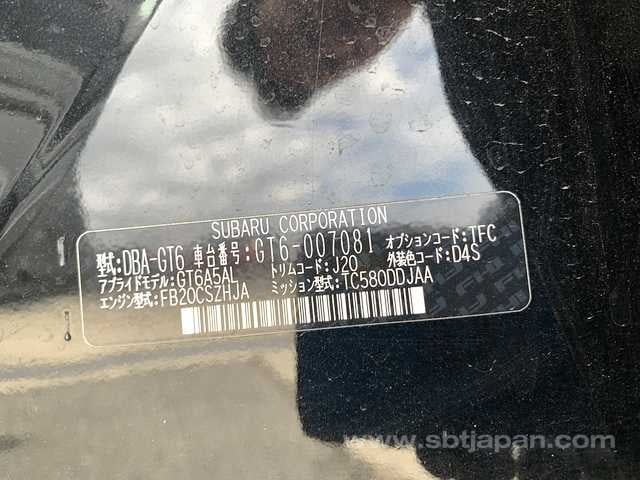 SUBARU CORPORATION
型式:DBA-GT6 車台番号:GT6-007081 オプションコード:TFC
アプライドモデル:GT6A5AL トリムコード:J20 外装色コード:D4S
エンジン型式:FB20CSZHJA ミッション型式:TC580DDJAA
www.sbtjapan.com